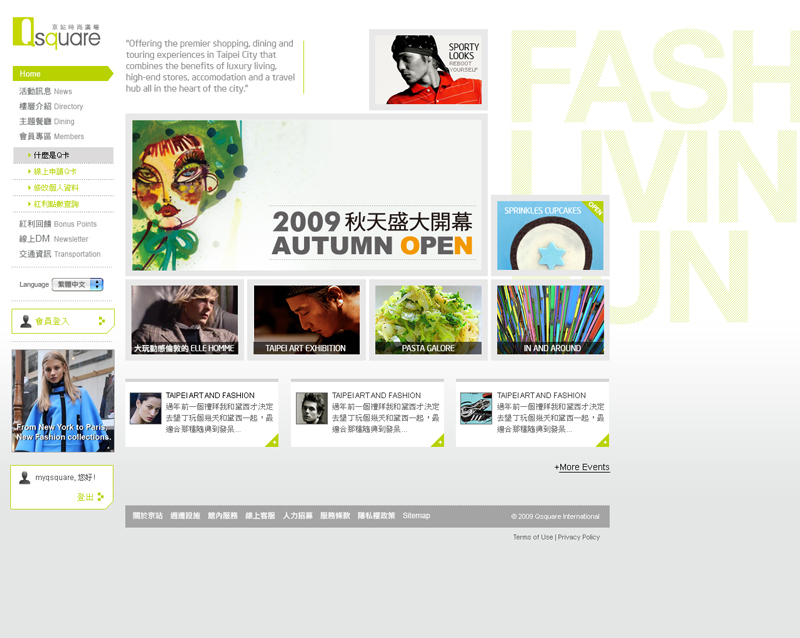 京站時尚廣場
Qsquare
Home
活動訊息 News
樓層介紹 Directory
主題餐廳 Dining
會員專區 Members
什麼是Q卡
線上申請Q卡
修改個人資料
紅利點數查詢
紅利回饋 Bonus Points
線上DM Newsletter
交通資訊 Transportation
Language 繁體中文
會員登入
From New York to Paris.
New Fashion collections.
myqsquare, 您好!
登出
"Offering the premier shopping, dining and
touring experiences in Taipei City that
combines the benefits of luxury living,
high-end stores, accomodation and a travel
hub all in the heart of the city."
SPORTY
LOOKS
REBOOT
YOURSELF
FASH
LIVIN
FUN
2009 秋天盛大開幕
AUTUMN OPEN
SPRINKLES CUPCAKES
OPEN
大玩動感倫敦的 ELLE HOMME
TAIPEI ART EXHIBITION
PASTA GALORE
IN AND AROUND
TAIPEI ART AND FASHION
過年前一個禮拜我和黛西才決定
去墾丁玩個幾天和黛西一起，最
適合那種隨興到發呆...
TAIPEI ART AND FASHION
過年前一個禮拜我和黛西才決定
去墾丁玩個幾天和黛西一起，最
適合那種隨興到發呆...
TAIPEI ART AND FASHION
過年前一個禮拜我和黛西才決定
去墾丁玩個幾天和黛西一起，最
適合那種隨興到發呆...
+More Events
關於京站 週邊設施 館內服務 線上客服 人力招募 服務條款 隱私權政策 Sitemap
© 2009 Qsquare International
Terms of Use | Privacy Policy